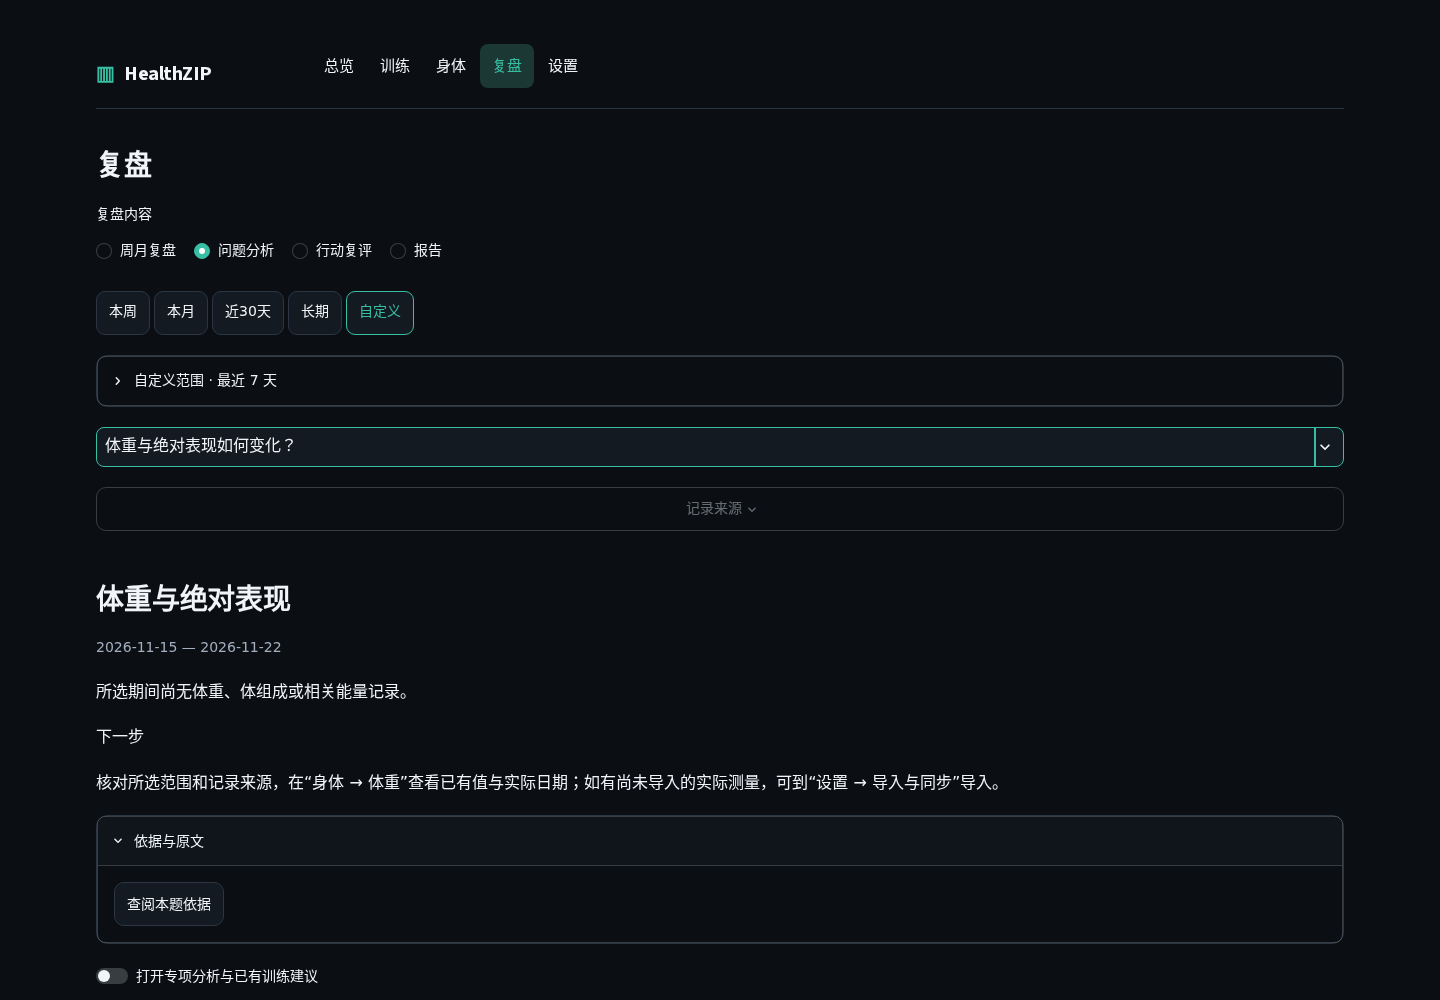 HealthZIP
总览 训练 身体 复盘 设置
复盘
复盘内容
周月复盘 问题分析 行动复评 报告
本周 本月 近30天 长期 自定义
自定义范围 · 最近 7 天
体重与绝对表现如何变化？
记录来源
体重与绝对表现
2026-11-15 — 2026-11-22
所选期间尚无体重、体组成或相关能量记录。
下一步
核对所选范围和记录来源，在“身体 → 体重”查看已有值与实际日期；如有尚未导入的实际测量，可到“设置 → 导入与同步”导入。
依据与原文
查阅本题依据
打开专项分析与已有训练建议